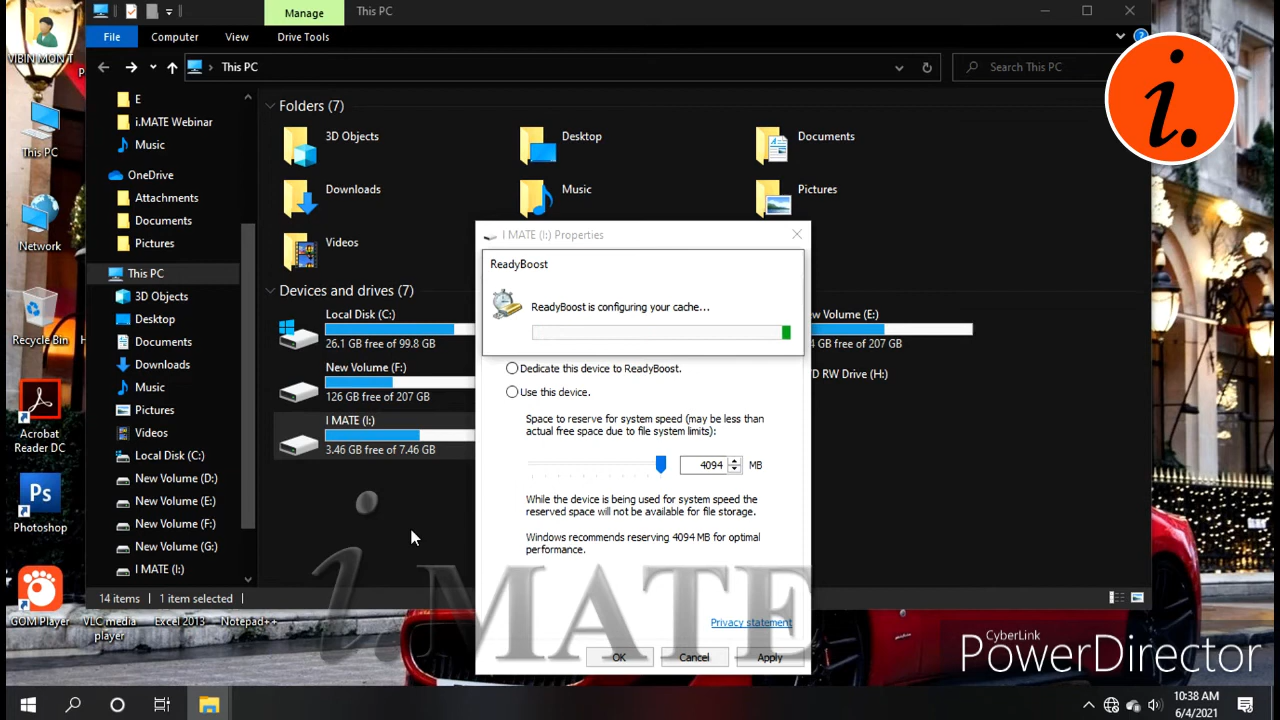 Manage
This PC
File
Computer
View
Drive Tools
This PC
Search This PC
VIBIN MON T
This PC
Network
Recycle Bin
Acrobat
Reader DC
Ps
Photoshop
GOM Player
VLC media
player
Excel 2013
Notepad++
E
i.MATE Webinar
Music
OneDrive
Attachments
Documents
Pictures
This PC
3D Objects
Desktop
Documents
Downloads
Music
Pictures
Videos
Local Disk (C:)
New Volume (D:)
New Volume (E:)
New Volume (F:)
New Volume (G:)
I MATE (I:)
Folders (7)
3D Objects
Desktop
Documents
Downloads
Music
Pictures
Videos
Devices and drives (7)
Local Disk (C:)
26.1 GB free of 99.8 GB
New Volume (F:)
126 GB free of 207 GB
I MATE (I:)
3.46 GB free of 7.46 GB
Volume (E:)
GB free of 207 GB
RW Drive (H:)
I MATE (I:) Properties
ReadyBoost
ReadyBoost is configuring your cache...
Dedicate this device to ReadyBoost.
Use this device.
Space to reserve for system speed (may be less than
actual free space due to file system limits):
4094 MB
While the device is being used for system speed the
reserved space will not be available for file storage.
Windows recommends reserving 4094 MB for optimal
performance.
Privacy statement
OK
Cancel
Apply
14 items
1 item selected
i.
i.MATE
CyberLink
PowerDirector
10:38 AM
6/4/2021